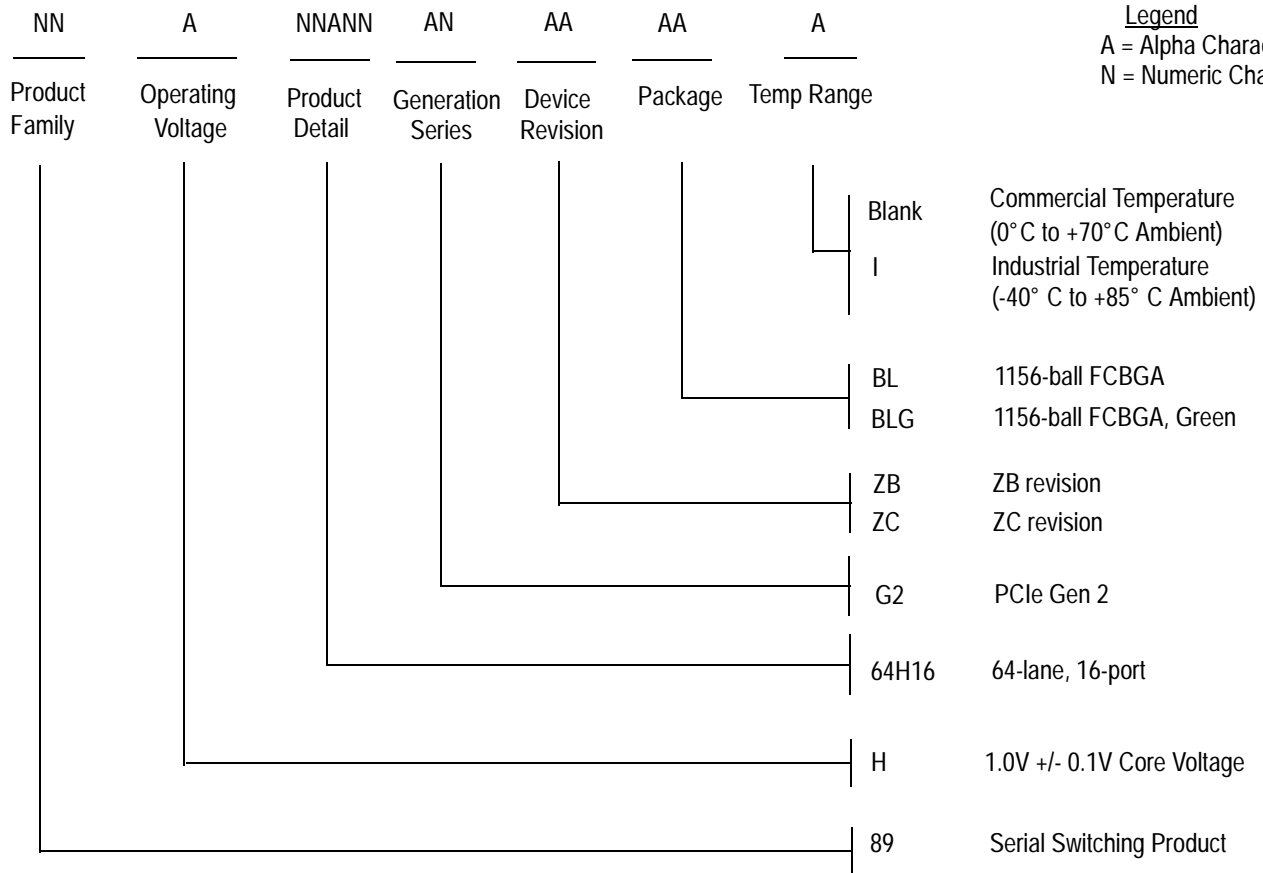 NN A NNANN AN AA AA A
Legend
A = Alpha
N = Numeric
Product Family
Operating Voltage
Product Detail
Generation Series
Device Revision
Package
Temp Range
Blank Commercial Temperature
(0°C to +70°C Ambient)
I Industrial Temperature
(-40° C to +85° C Ambient)
BL 1156-ball FCBGA
BLG 1156-ball FCBGA, Green
ZB ZB revision
ZC ZC revision
G2 PCIe Gen 2
64H16 64-lane, 16-port
H 1.0V +/- 0.1V Core Voltage
89 Serial Switching Product